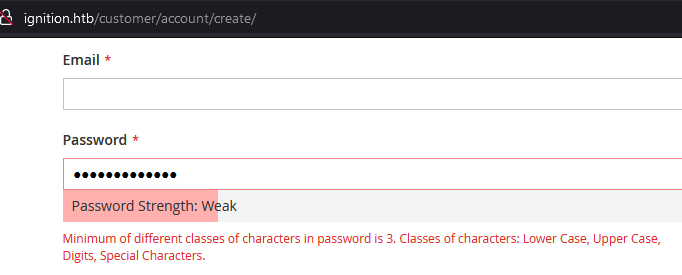 ignition.htb/customer/account/create/
Email *
Password *
Password Strength: Weak
Minimum of different classes of characters in password is 3. Classes of characters: Lower Case, Upper Case,
Digits, Special Characters.